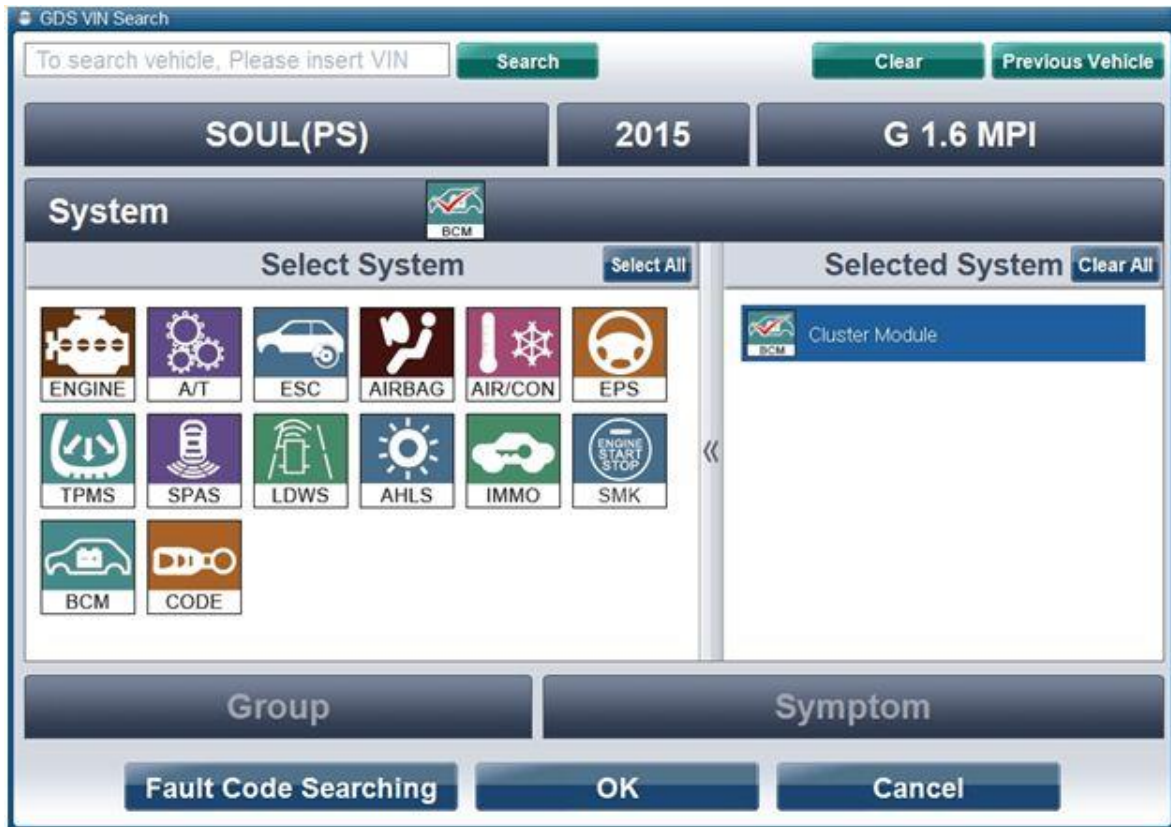 GDS VIN Search
To search vehicle, Please insert VIN Search Clear Previous Vehicle
SOUL(PS) 2015 G 1.6 MPI
System BCM
Select System Select All Selected System Clear All
ENGINE A/T ESC AIRBAG AIR/CON EPS
BCM Cluster Module
TPMS SPAS LDWS AHLS IMMO ENGINE START STOP SMK
BCM CODE
Group Symptom
Fault Code Searching OK Cancel